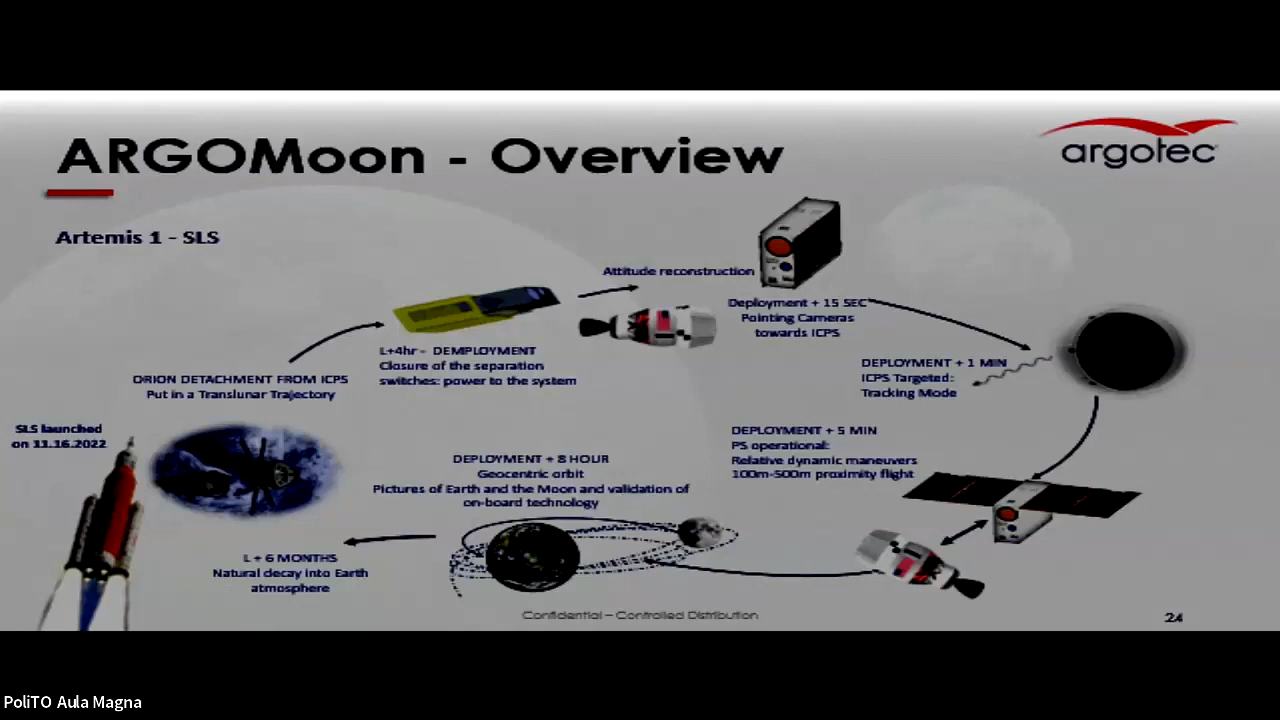 ARGOMoon - Overview
argotec
Artemis 1 - SLS
Attitude reconstruction
Deployment + 15 SEC
Pointing Cameras
towards ICPS
L+4hr - DEMPLOYMENT
Closure of the separation
switches: power to the system
DEPLOYMENT + 1 MIN
ICPS Targeted:
Tracking Mode
ORION DETACHMENT FROM ICPS
Put in a Translunar Trajectory
SLS launched
on 11.16.2022
DEPLOYMENT + 5 MIN
PS operational:
Relative dynamic maneuvers
100m-500m proximity flight
DEPLOYMENT + 8 HOUR
Geocentric orbit
Pictures of Earth and the Moon and validation of
on-board technology
L + 6 MONTHS
Natural decay into Earth
atmosphere
Confidential – Controlled Distribution
24
PoliTO Aula Magna